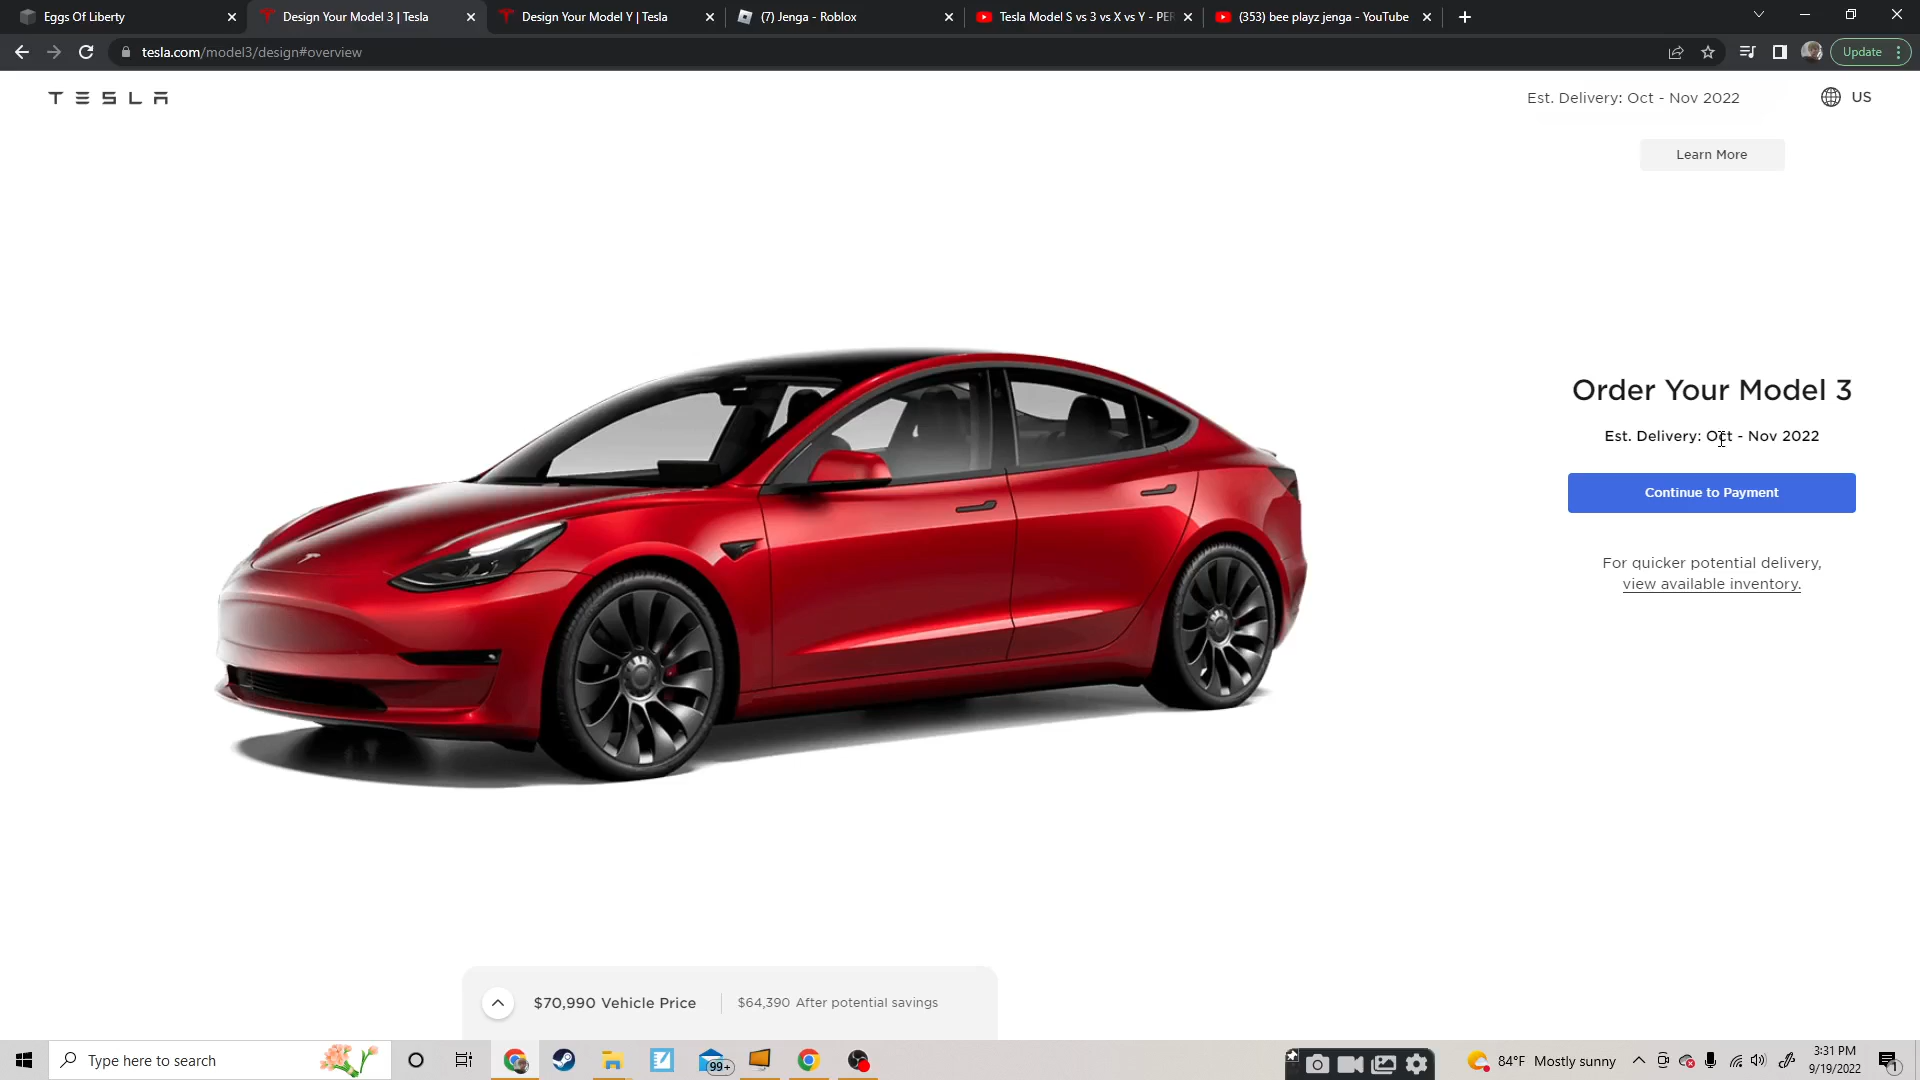 Eggs Of Liberty
Design Your Model 3 | Tesla
Design Your Model Y | Tesla
(7) Jenga - Roblox
Tesla Model S vs 3 vs X vs Y - PER
(353) bee playz jenga - YouTube
tesla.com/model3/design#overview
Update
TESLA
Est. Delivery: Oct - Nov 2022
US
Learn More
Order Your Model 3
Est. Delivery: Oct - Nov 2022
Continue to Payment
For quicker potential delivery,
view available inventory.
$70,990 Vehicle Price
$64,390 After potential savings
Type here to search
99+
84°F Mostly sunny
3:31 PM
9/19/2022
1